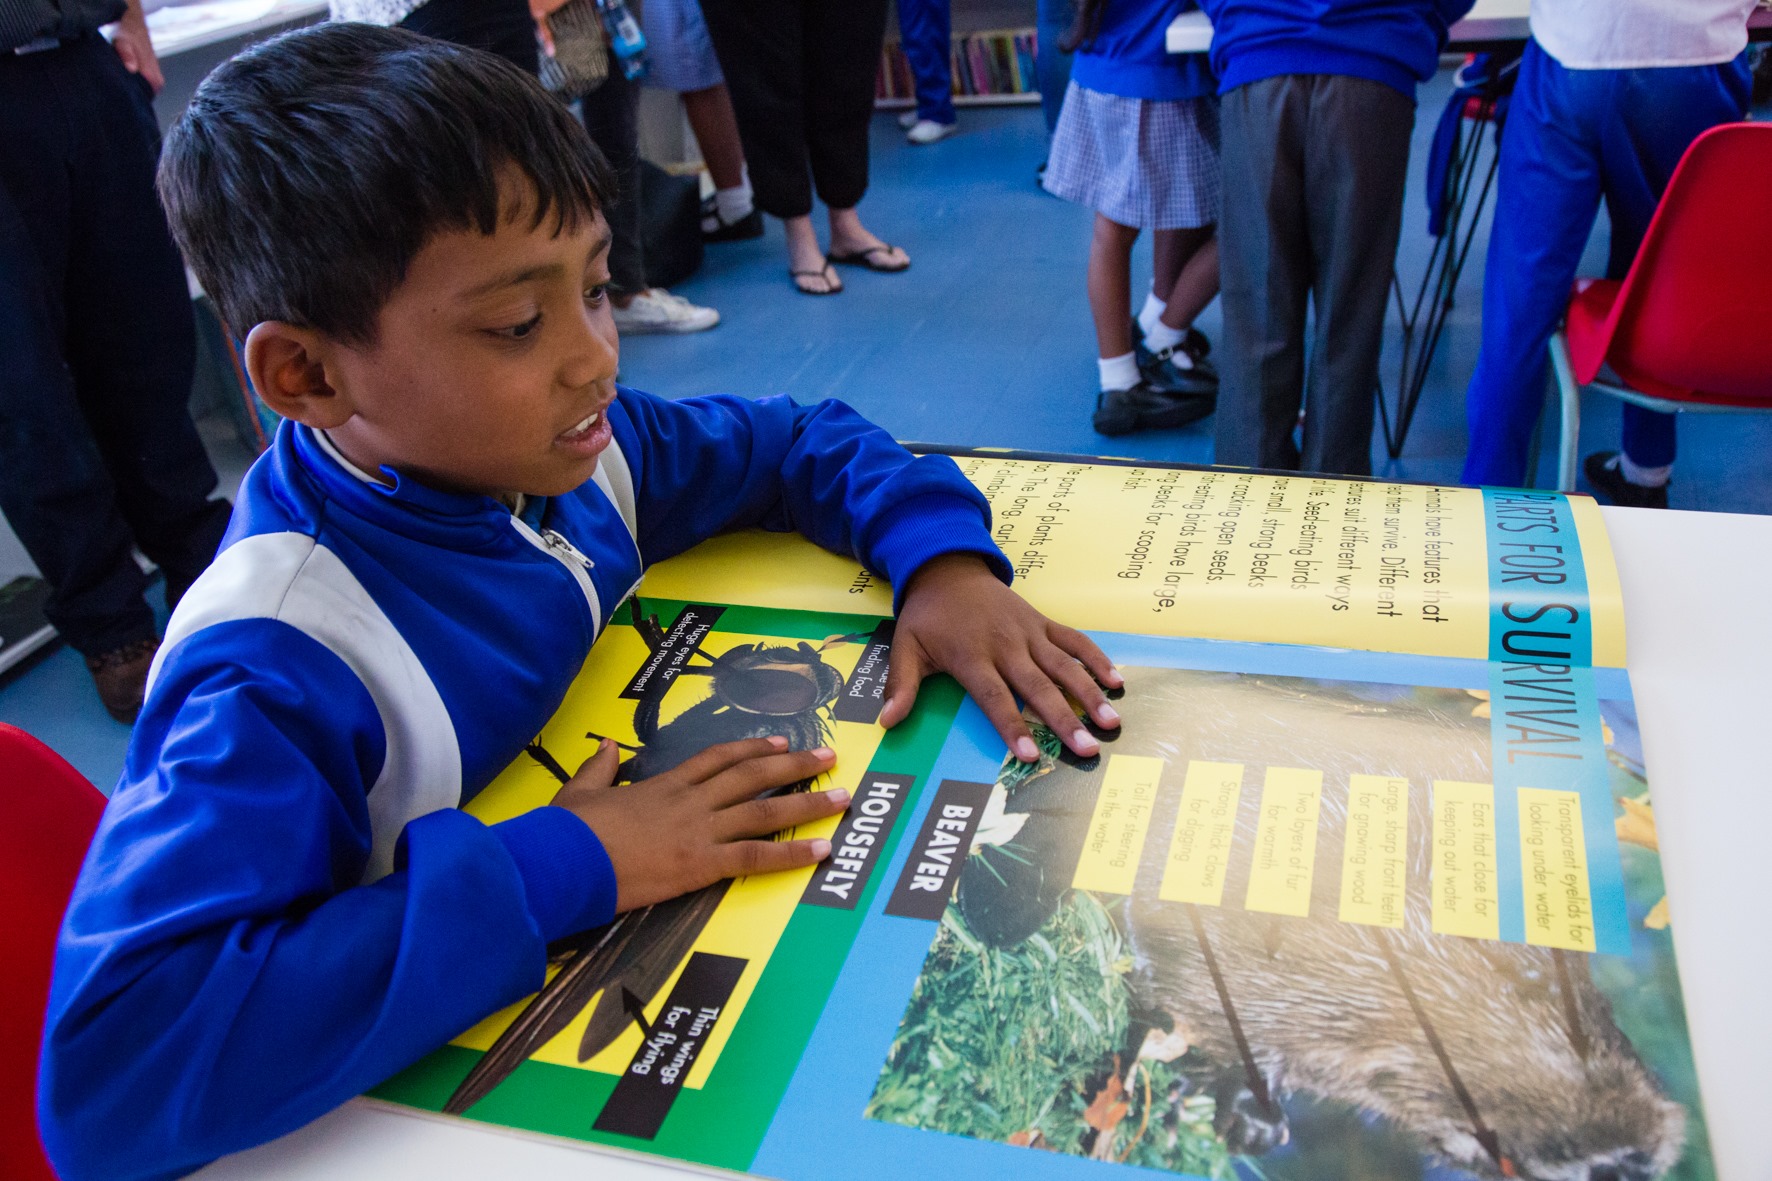 PARTS FOR SURVIVAL
Animals have features that
them survive. Different
features suit different ways
of life. Seed-eating birds
have small, strong beaks
for cracking open seeds.
Fish-eating birds have large,
long beaks for scooping
fish.
The parts of plants differ
too. The long, curly
of climbing
Transparent eyelids for
looking under water
Ears that close for
keeping out water
Large, sharp front teeth
for gnawing wood
Two layers of fur
for warmth
Strong, thick claws
for digging
Tail for steering
in the water
BEAVER
HOUSEFLY
for
finding food
Huge eyes for
detecting movement
Thin wings
for flying